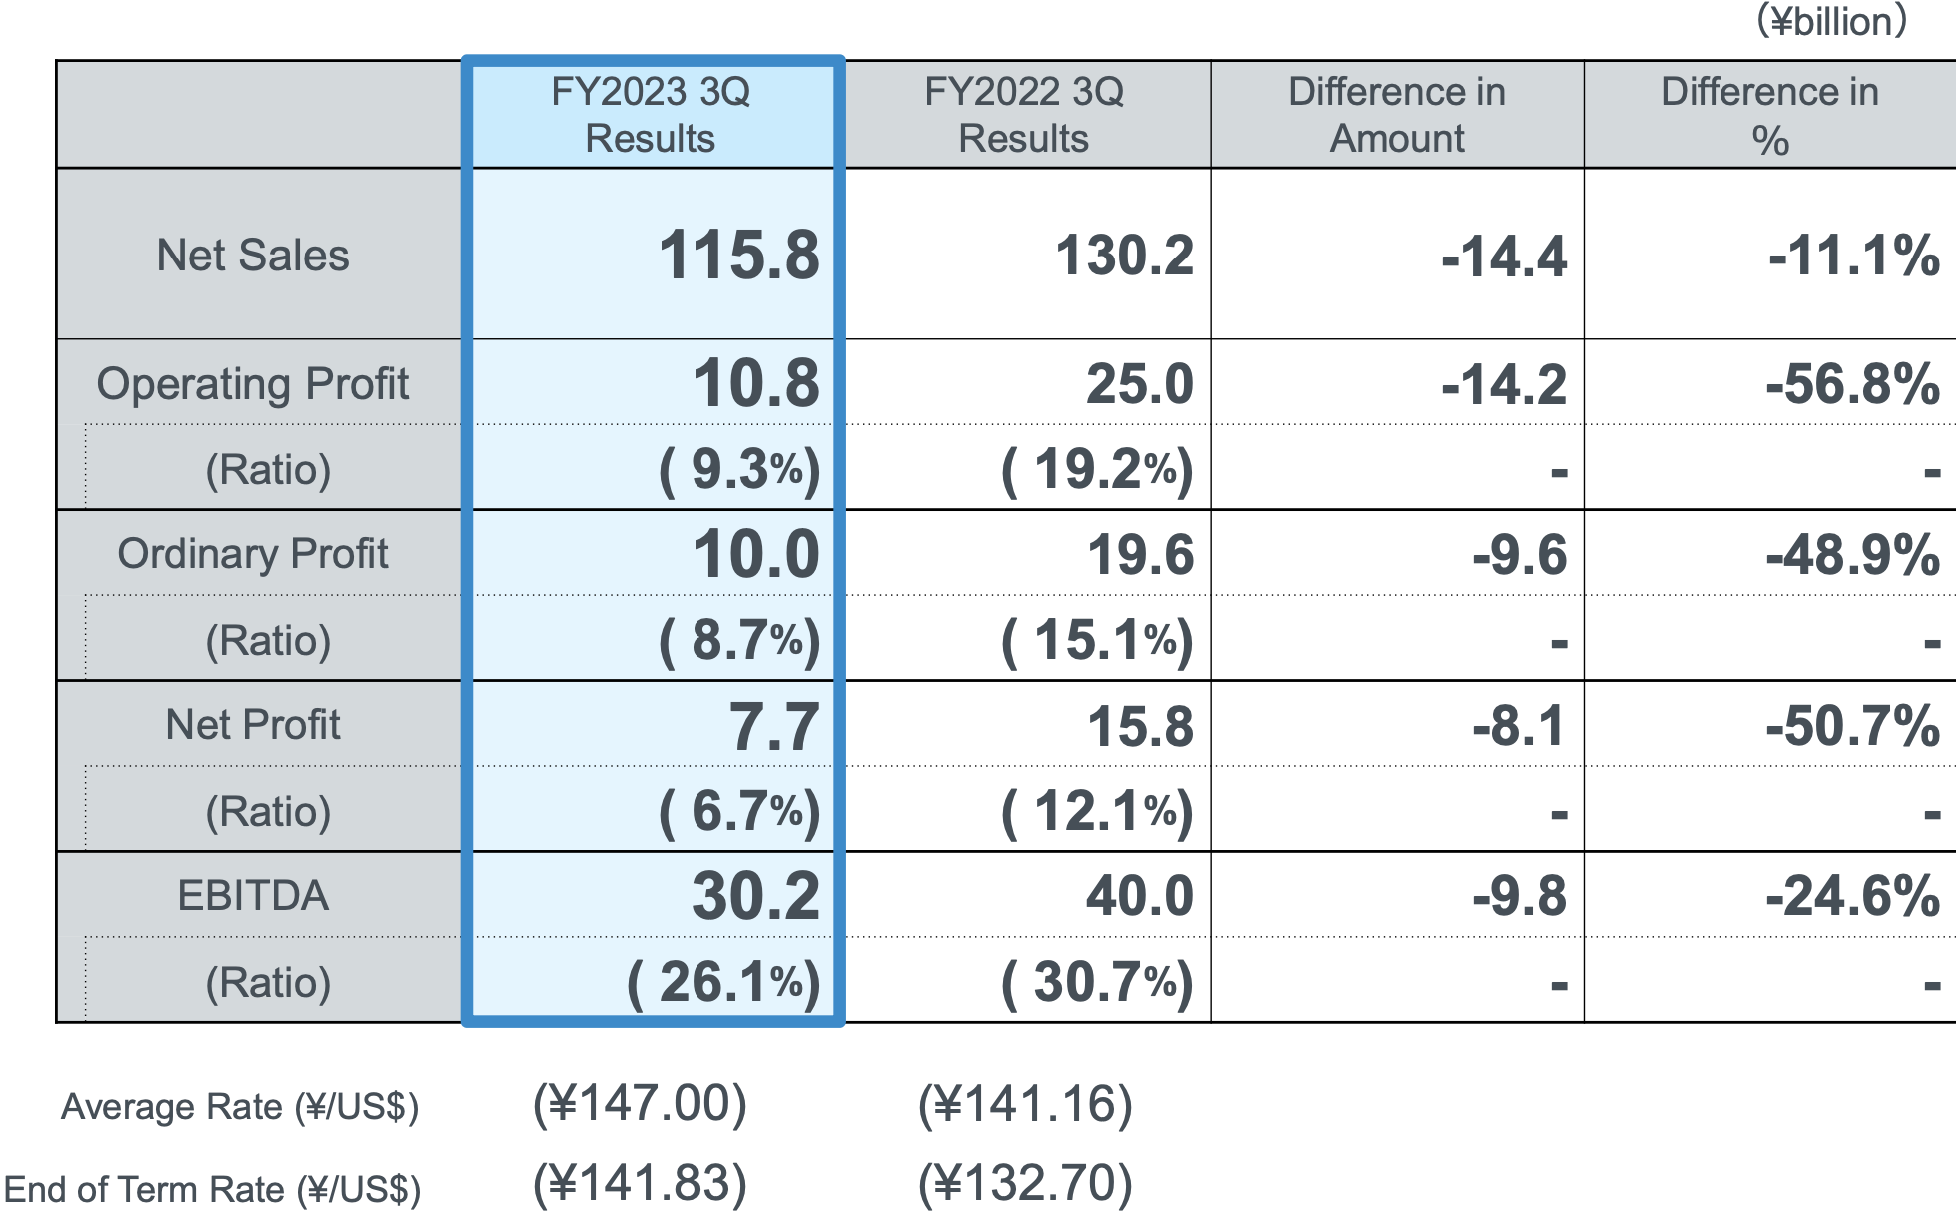 (¥billion)
FY2023 3Q Results FY2022 3Q Results Difference in Amount Difference in %
Net Sales 115.8 130.2 -14.4 -11.1%
Operating Profit 10.8 25.0 -14.2 -56.8%
(Ratio) ( 9.3%) ( 19.2%) - -
Ordinary Profit 10.0 19.6 -9.6 -48.9%
(Ratio) ( 8.7%) ( 15.1%) - -
Net Profit 7.7 15.8 -8.1 -50.7%
(Ratio) ( 6.7%) ( 12.1%) - -
EBITDA 30.2 40.0 -9.8 -24.6%
(Ratio) ( 26.1%) ( 30.7%) - -
Average Rate (¥/US$) (¥147.00) (¥141.16)
End of Term Rate (¥/US$) (¥141.83) (¥132.70)